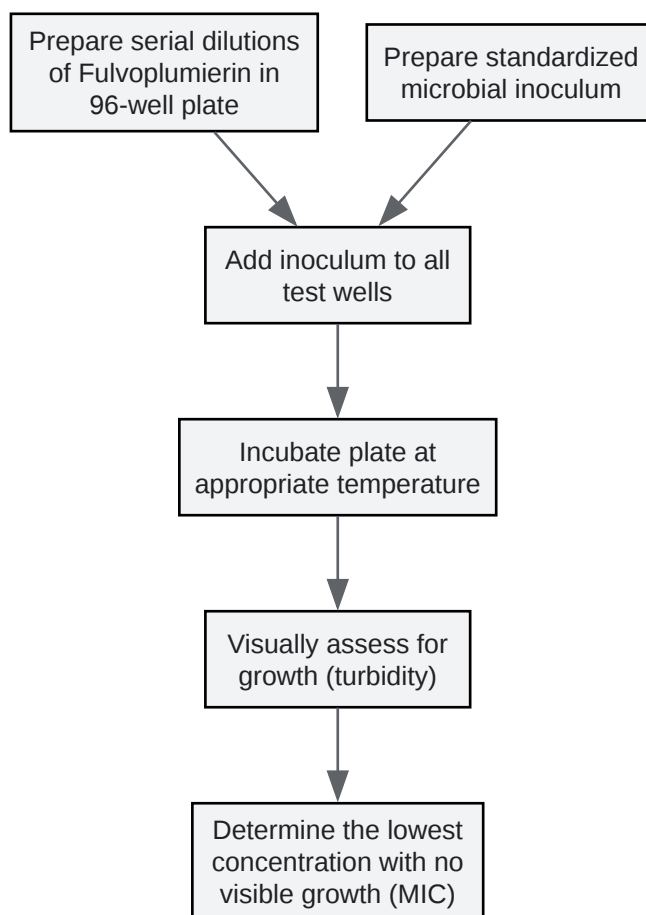 Prepare serial dilutions
of Fulvoplumierin in
96-well plate
Prepare standardized
microbial inoculum
Add inoculum to all
test wells
Incubate plate at
appropriate temperature
Visually assess for
growth (turbidity)
Determine the lowest
concentration with no
visible growth (MIC)